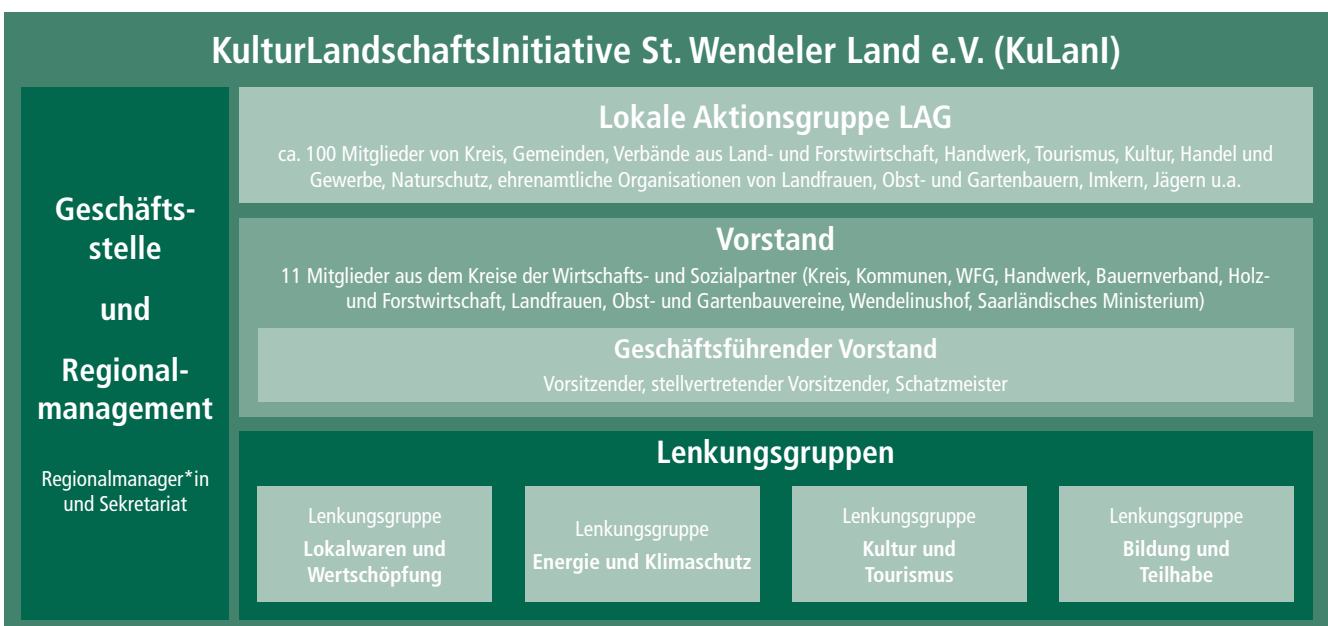 KulturLandschaftsInitiative St. Wendeler Land e.V. (KuLanI)
Geschäfts-
stelle
und
Regional-
management
Regionalmanager*in
und Sekretariat
Lokale Aktionsgruppe LAG
ca. 100 Mitglieder von Kreis, Gemeinden, Verbände aus Land- und Forstwirtschaft, Handwerk, Tourismus, Kultur, Handel und
Gewerbe, Naturschutz, ehrenamtliche Organisationen von Landfrauen, Obst- und Gartenbauern, Imkern, Jägern u.a.
Vorstand
11 Mitglieder aus dem Kreise der Wirtschafts- und Sozialpartner (Kreis, Kommunen, WFG, Handwerk, Bauernverband, Holz-
und Forstwirtschaft, Landfrauen, Obst- und Gartenbauvereine, Wendelinushof, Saarländisches Ministerium)
Geschäftsführender Vorstand
Vorsitzender, stellvertretender Vorsitzender, Schatzmeister
Lenkungsgruppen
Lenkungsgruppe
Lokalwaren und
Wertschöpfung
Lenkungsgruppe
Energie und Klimaschutz
Lenkungsgruppe
Kultur und
Tourismus
Lenkungsgruppe
Bildung und
Teilhabe